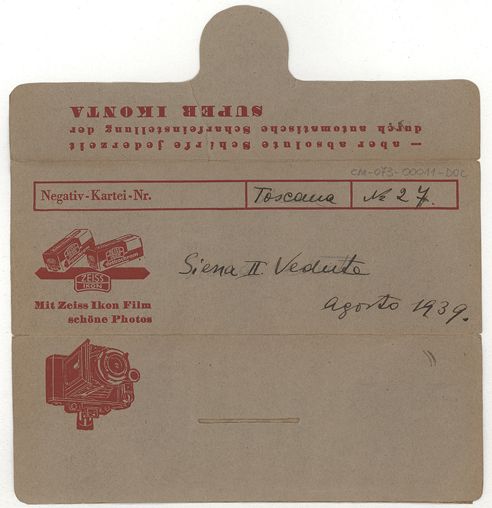 SUPER IKONTA
durch automatische Scharfeinstellung der
— aber absolute Schärfe jederzeit
CM-073-00011-DOC
Negativ-Kartei-Nr. Toscana No 27.
ZEISS
IKON
Siena II. Vedute
Mit Zeiss Ikon Film
schöne Photos
agosto 1939.